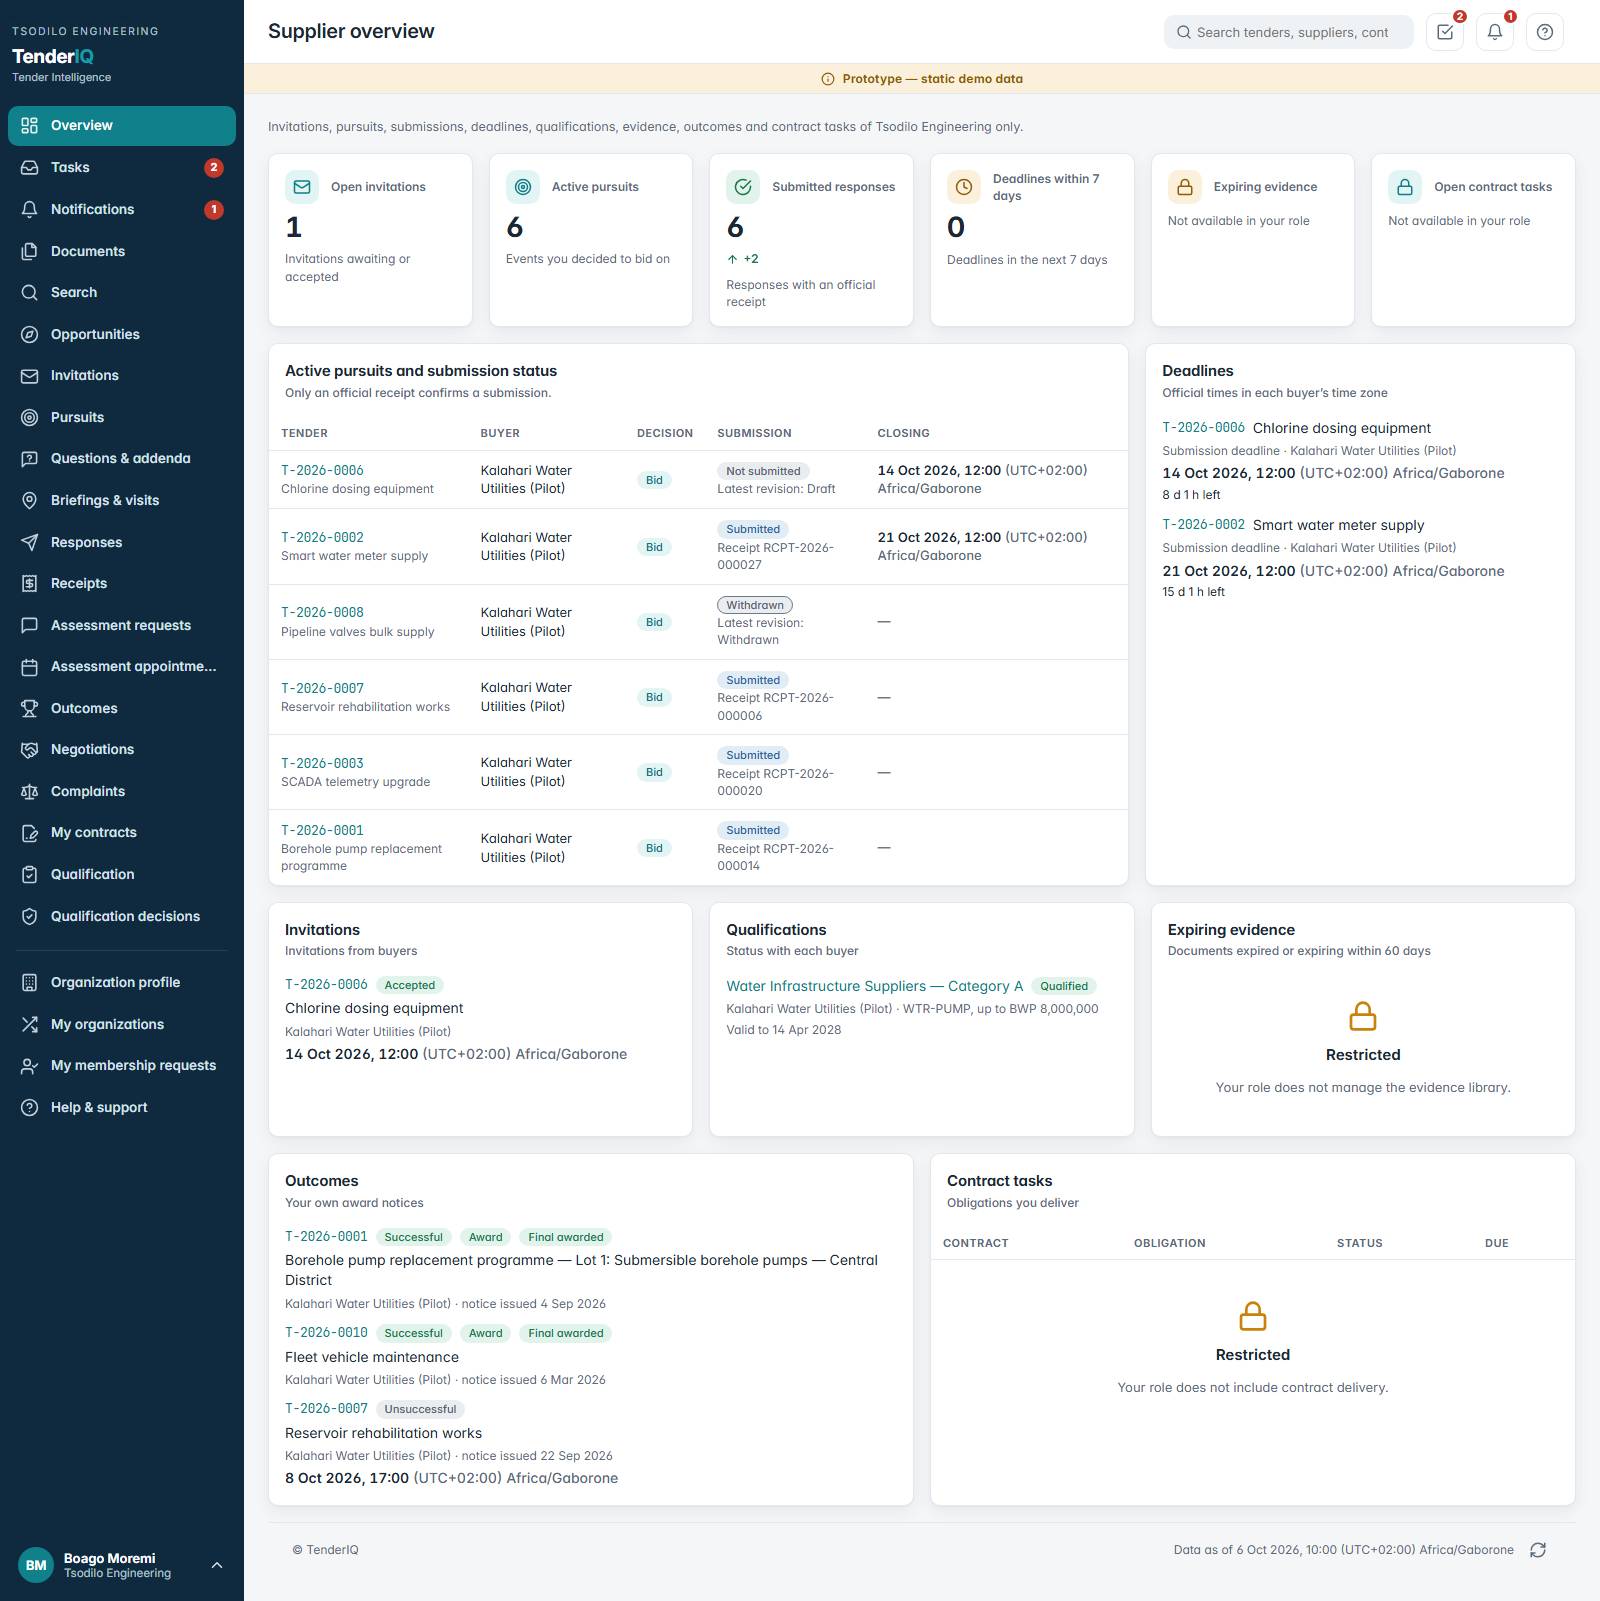 TSODILO ENGINEERING
TenderIQ
Tender Intelligence
Overview
Tasks
2
Notifications
1
Documents
Search
Opportunities
Invitations
Pursuits
Questions & addenda
Briefings & visits
Responses
Receipts
Assessment requests
Assessment appointme...
Outcomes
Negotiations
Complaints
My contracts
Qualification
Qualification decisions
Organization profile
My organizations
My membership requests
Help & support
BM
Boago Moremi
Tsodilo Engineering
Supplier overview
Search tenders, suppliers, cont
2
1
Prototype — static demo data
Invitations, pursuits, submissions, deadlines, qualifications, evidence, outcomes and contract tasks of Tsodilo Engineering only.
Open invitations
1
Invitations awaiting or
accepted
Active pursuits
6
Events you decided to bid on
Submitted responses
6
+2
Responses with an official
receipt
Deadlines within 7
days
0
Deadlines in the next 7 days
Expiring evidence
Not available in your role
Open contract tasks
Not available in your role
Active pursuits and submission status
Only an official receipt confirms a submission.
TENDER BUYER DECISION SUBMISSION CLOSING
T-2026-0006
Chlorine dosing equipment
Kalahari Water
Utilities (Pilot)
Bid
Not submitted
Latest revision: Draft
14 Oct 2026, 12:00 (UTC+02:00)
Africa/Gaborone
T-2026-0002
Smart water meter supply
Kalahari Water
Utilities (Pilot)
Bid
Submitted
Receipt RCPT-2026-
000027
21 Oct 2026, 12:00 (UTC+02:00)
Africa/Gaborone
T-2026-0008
Pipeline valves bulk supply
Kalahari Water
Utilities (Pilot)
Bid
Withdrawn
Latest revision:
Withdrawn
—
T-2026-0007
Reservoir rehabilitation works
Kalahari Water
Utilities (Pilot)
Bid
Submitted
Receipt RCPT-2026-
000006
—
T-2026-0003
SCADA telemetry upgrade
Kalahari Water
Utilities (Pilot)
Bid
Submitted
Receipt RCPT-2026-
000020
—
T-2026-0001
Borehole pump replacement
programme
Kalahari Water
Utilities (Pilot)
Bid
Submitted
Receipt RCPT-2026-
000014
—
Deadlines
Official times in each buyer's time zone
T-2026-0006 Chlorine dosing equipment
Submission deadline · Kalahari Water Utilities (Pilot)
14 Oct 2026, 12:00 (UTC+02:00) Africa/Gaborone
8 d 1 h left
T-2026-0002 Smart water meter supply
Submission deadline · Kalahari Water Utilities (Pilot)
21 Oct 2026, 12:00 (UTC+02:00) Africa/Gaborone
15 d 1 h left
Invitations
Invitations from buyers
T-2026-0006 Accepted
Chlorine dosing equipment
Kalahari Water Utilities (Pilot)
14 Oct 2026, 12:00 (UTC+02:00) Africa/Gaborone
Qualifications
Status with each buyer
Water Infrastructure Suppliers — Category A Qualified
Kalahari Water Utilities (Pilot) · WTR-PUMP, up to BWP 8,000,000
Valid to 14 Apr 2028
Expiring evidence
Documents expired or expiring within 60 days
Restricted
Your role does not manage the evidence library.
Outcomes
Your own award notices
T-2026-0001 Successful Award Final awarded
Borehole pump replacement programme — Lot 1: Submersible borehole pumps — Central
District
Kalahari Water Utilities (Pilot) · notice issued 4 Sep 2026
T-2026-0010 Successful Award Final awarded
Fleet vehicle maintenance
Kalahari Water Utilities (Pilot) · notice issued 6 Mar 2026
T-2026-0007 Unsuccessful
Reservoir rehabilitation works
Kalahari Water Utilities (Pilot) · notice issued 22 Sep 2026
8 Oct 2026, 17:00 (UTC+02:00) Africa/Gaborone
Contract tasks
Obligations you deliver
CONTRACT OBLIGATION STATUS DUE
Restricted
Your role does not include contract delivery.
© TenderIQ
Data as of 6 Oct 2026, 10:00 (UTC+02:00) Africa/Gaborone